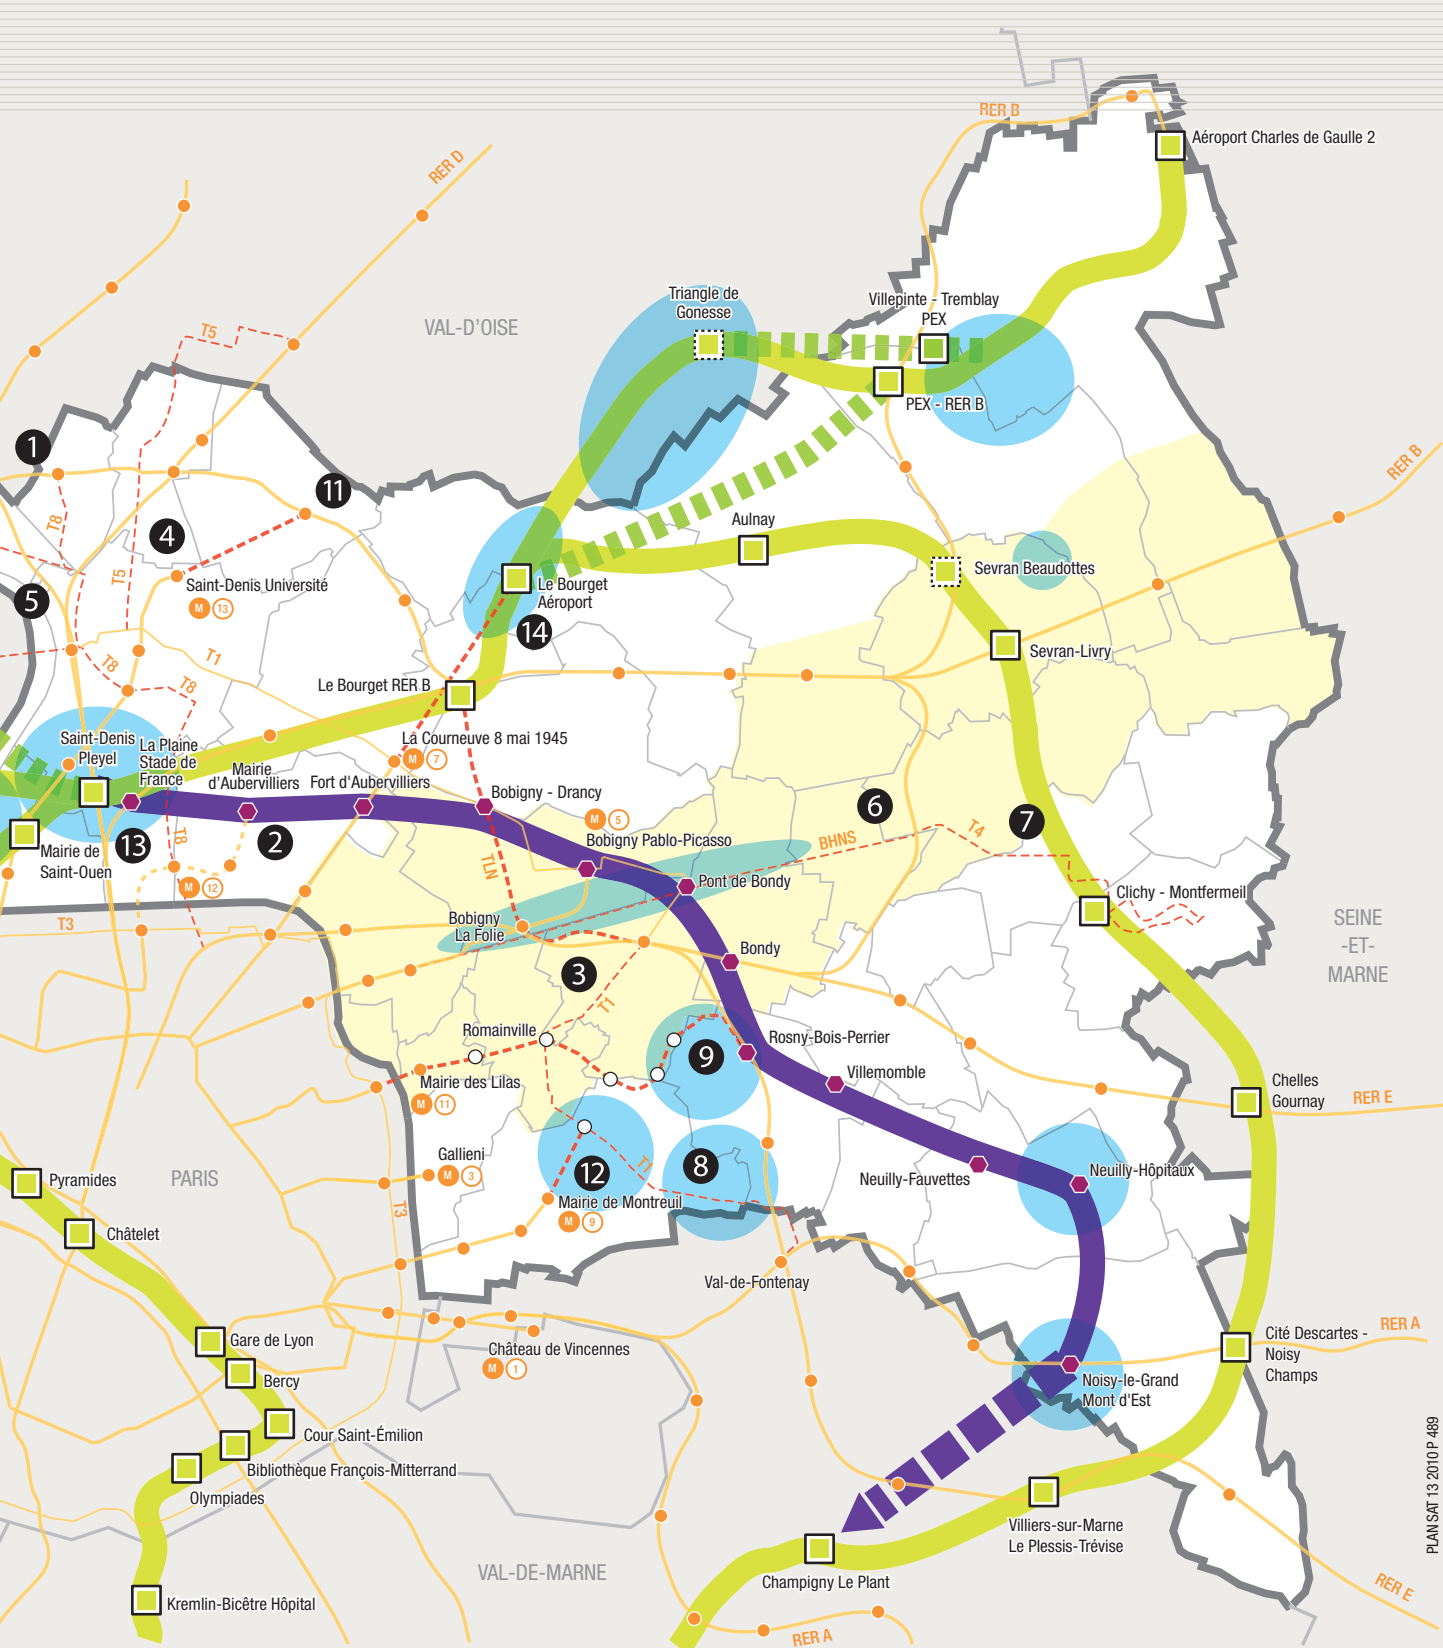 RER B
Aéroport Charles de Gaulle 2
RER D
Triangle de
Gonesse
Villepinte - Tremblay
PEX
VAL-D'OISE
T5
PEX - RER B
1
11
RER B
T8
4
Aulnay
T5
Saint-Denis Université
M 13
Le Bourget
Aéroport
Sevran Beaudottes
5
14
T1
T8
T8
Sevran-Livry
Le Bourget RER B
Saint-Denis
Pleyel
La Plaine
Stade de
France
La Courneuve 8 mai 1945
M 7
Mairie
d'Aubervilliers
Fort d'Aubervilliers
Bobigny - Drancy
M 5
6
7
Bobigny Pablo-Picasso
BHNS
T4
Mairie de
Saint-Ouen
13
T8
2
M 12
TLN
Pont de Bondy
Clichy - Montfermeil
T3
Bobigny
La Folie
Bondy
SEINE
-ET-
MARNE
3
T1
Romainville
9
Rosny-Bois-Perrier
Villemomble
Mairie des Lilas
M 11
Chelles
Gournay
RER E
Gallieni
M 3
PARIS
Pyramides
12
8
T1
Neuilly-Fauvettes
Neuilly-Hôpitaux
T3
Mairie de Montreuil
M 9
Châtelet
Val-de-Fontenay
Gare de Lyon
Château de Vincennes
M 1
RER A
Cité Descartes -
Noisy
Champs
Bercy
Noisy-le-Grand
Mont d'Est
Cour Saint-Émilion
Bibliothèque François-Mitterrand
Olympiades
PLAN SAT 13 2010 P 489
Villiers-sur-Marne
Le Plessis-Trévise
VAL-DE-MARNE
Champigny Le Plant
RER E
Kremlin-Bicêtre Hôpital
RER A